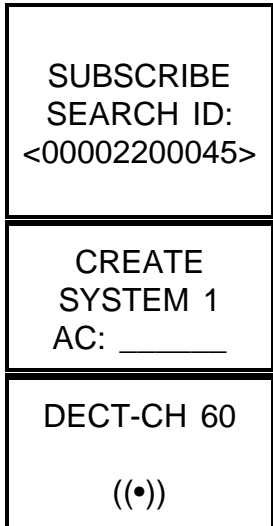 SUBSCRIBE
SEARCH ID:
<00002200045>
CREATE
SYSTEM 1
AC: ______
DECT-CH 60
((•))